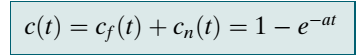 c(t) = c_f(t) + c_n(t) = 1 − e^{−at}